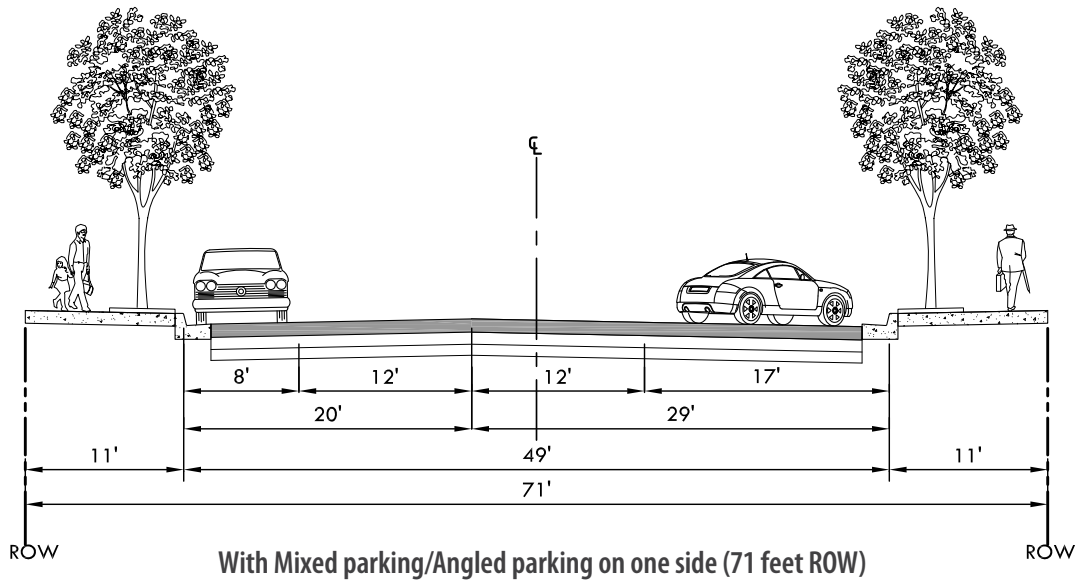 ℄
8' 12' 12' 17'
20' 29'
11' 49' 11'
71'
ROW ROW
With Mixed parking/Angled parking on one side (71 feet ROW)